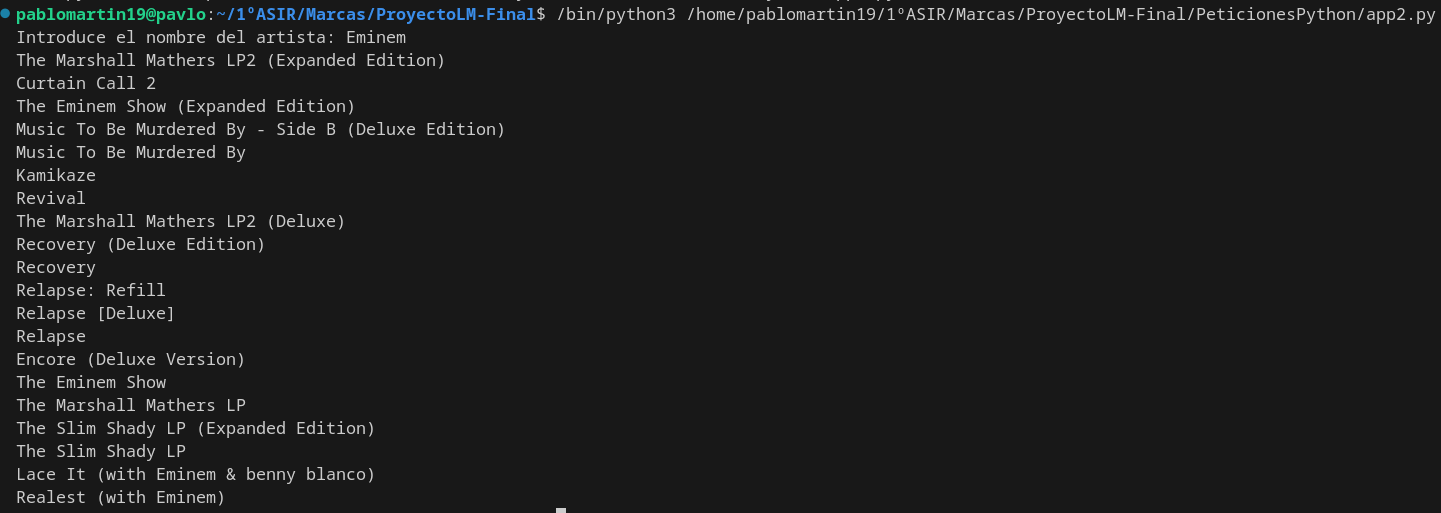 pablomartin19@pavlo:~/1ºASIR/Marcas/ProyectoLM-Final$ /bin/python3 /home/pablomartin19/1ºASIR/Marcas/ProyectoLM-Final/PeticionesPython/app2.py
Introduce el nombre del artista: Eminem
The Marshall Mathers LP2 (Expanded Edition)
Curtain Call 2
The Eminem Show (Expanded Edition)
Music To Be Murdered By - Side B (Deluxe Edition)
Music To Be Murdered By
Kamikaze
Revival
The Marshall Mathers LP2 (Deluxe)
Recovery (Deluxe Edition)
Recovery
Relapse: Refill
Relapse [Deluxe]
Relapse
Encore (Deluxe Version)
The Eminem Show
The Marshall Mathers LP
The Slim Shady LP (Expanded Edition)
The Slim Shady LP
Lace It (with Eminem & benny blanco)
Realest (with Eminem)